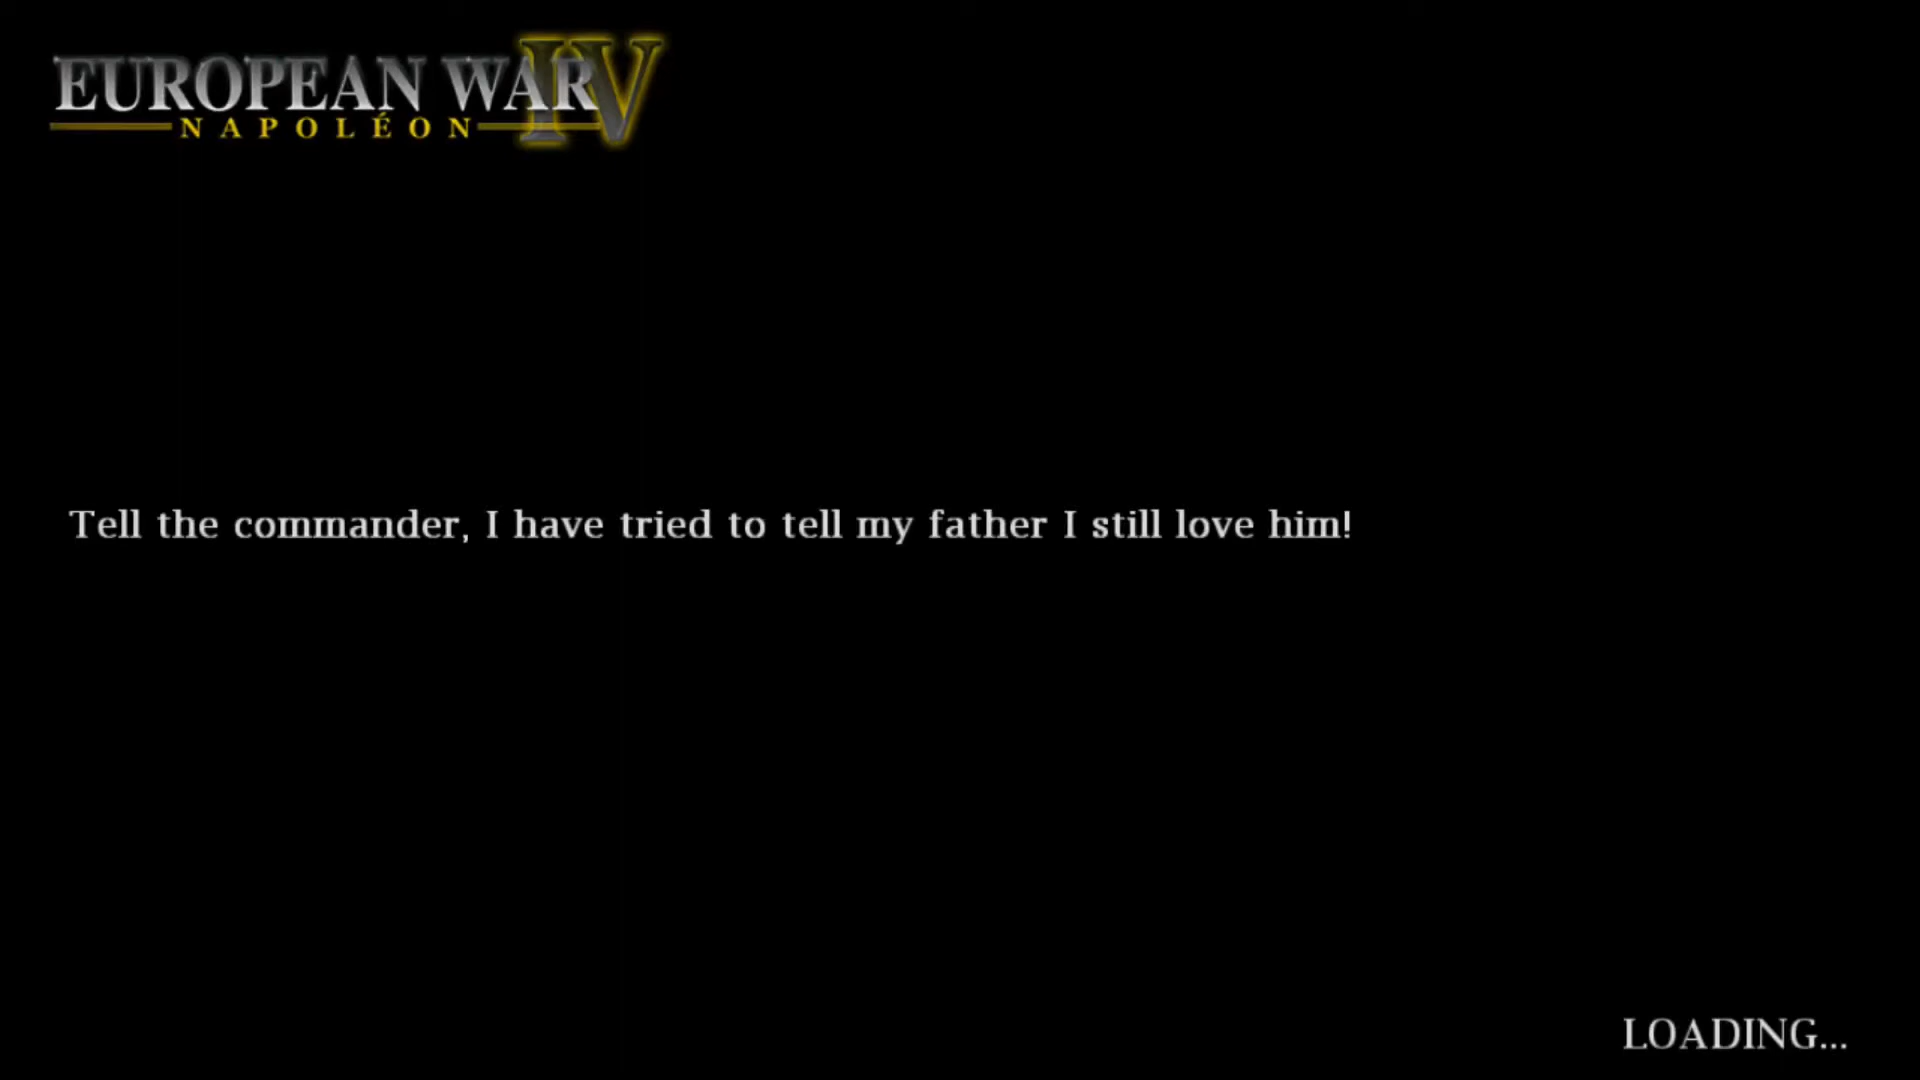 EUROPEAN WAR IV
NAPOLÉON
Tell the commander, I have tried to tell my father I still love him!
LOADING...